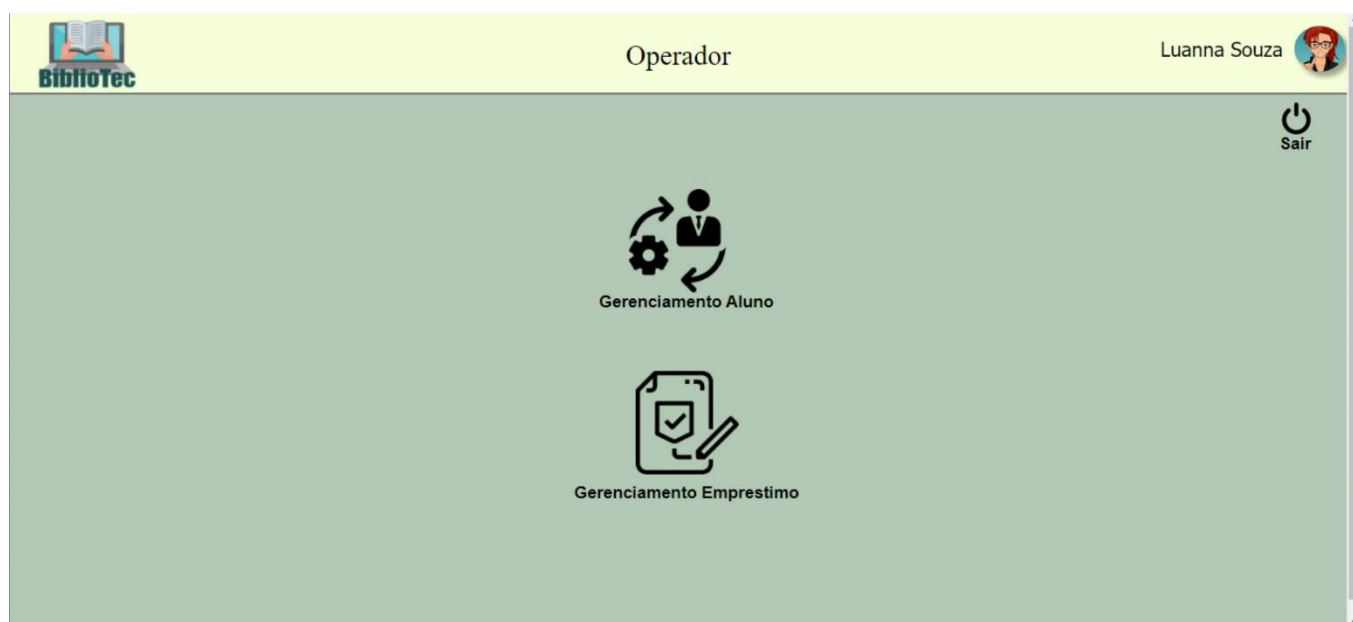 BiblioTec
Operador
Luanna Souza
Sair
Gerenciamento Aluno
Gerenciamento Emprestimo